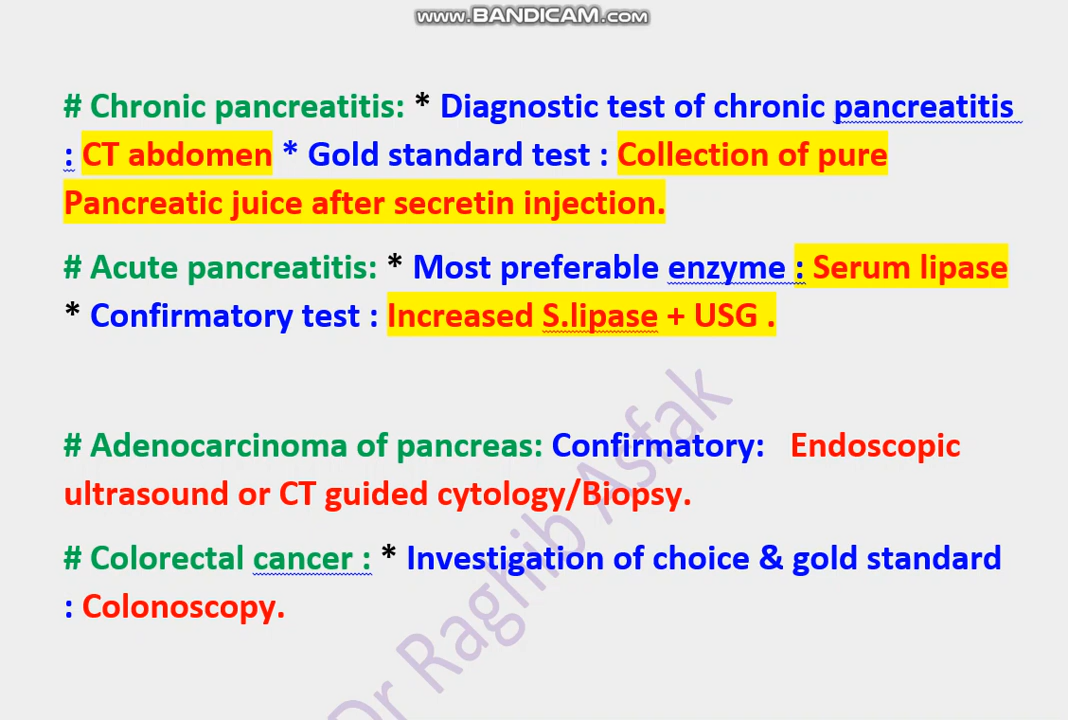 www.BANDICAM.com
# Chronic pancreatitis: * Diagnostic test of chronic pancreatitis
: CT abdomen * Gold standard test : Collection of pure
Pancreatic juice after secretin injection.
# Acute pancreatitis: * Most preferable enzyme : Serum lipase
* Confirmatory test : Increased S.lipase + USG .
# Adenocarcinoma of pancreas: Confirmatory: Endoscopic
ultrasound or CT guided cytology/Biopsy.
# Colorectal cancer : * Investigation of choice & gold standard
: Colonoscopy.
Dr Raghib Asfak